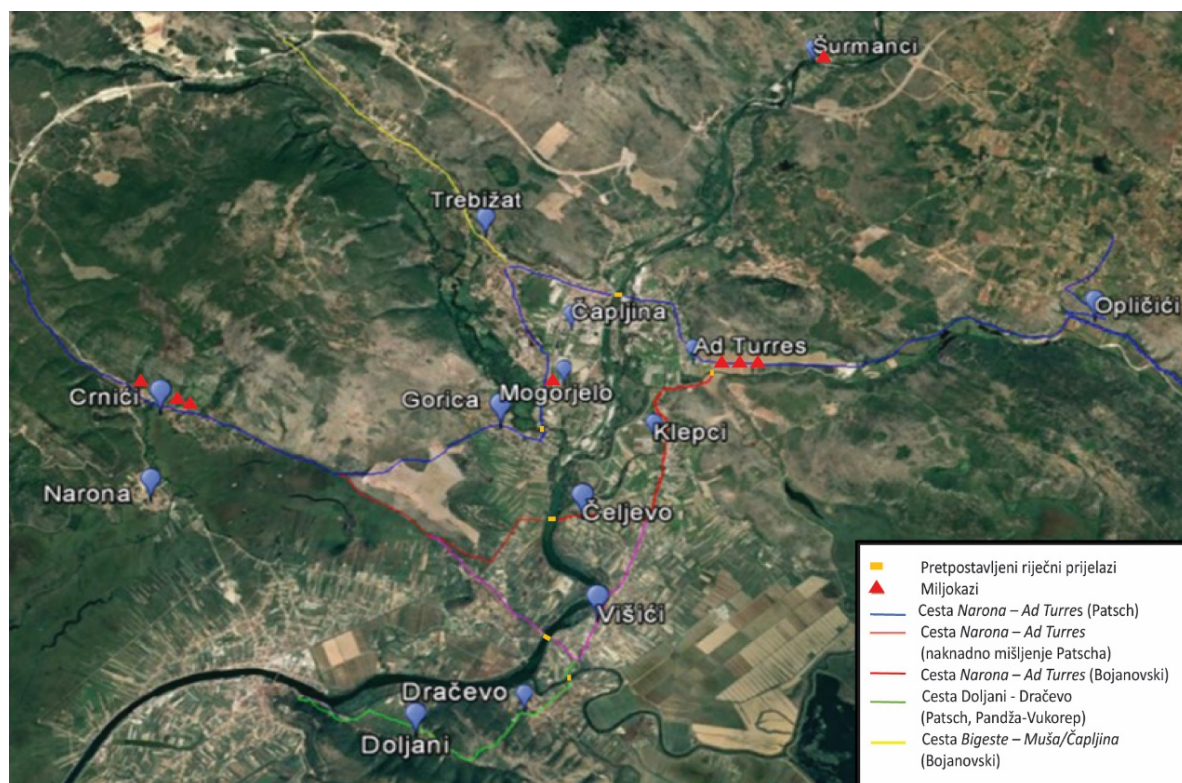 Šurmanci
Trebižat
Čapljina
Opličići
Ad Turres
Crnići
Gorica
Mogorjelo
Klepci
Narona
Čeljevo
Višići
Dračevo
Doljani
Pretpostavljeni riječni prijelazi
Miljokazi
Cesta Narona – Ad Turres (Patsch)
Cesta Narona – Ad Turres
(naknadno mišljenje Patscha)
Cesta Narona – Ad Turres (Bojanovski)
Cesta Doljani - Dračevo
(Patsch, Pandža-Vukorep)
Cesta Bigeste – Muša/Čapljina
(Bojanovski)